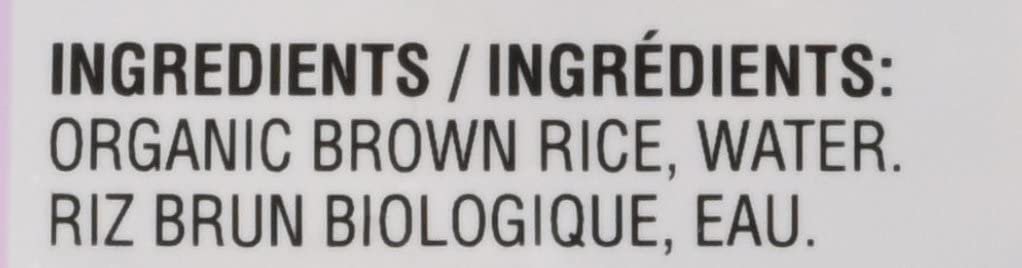 INGREDIENTS / INGRÉDIENTS:
ORGANIC BROWN RICE, WATER.
RIZ BRUN BIOLOGIQUE, EAU.